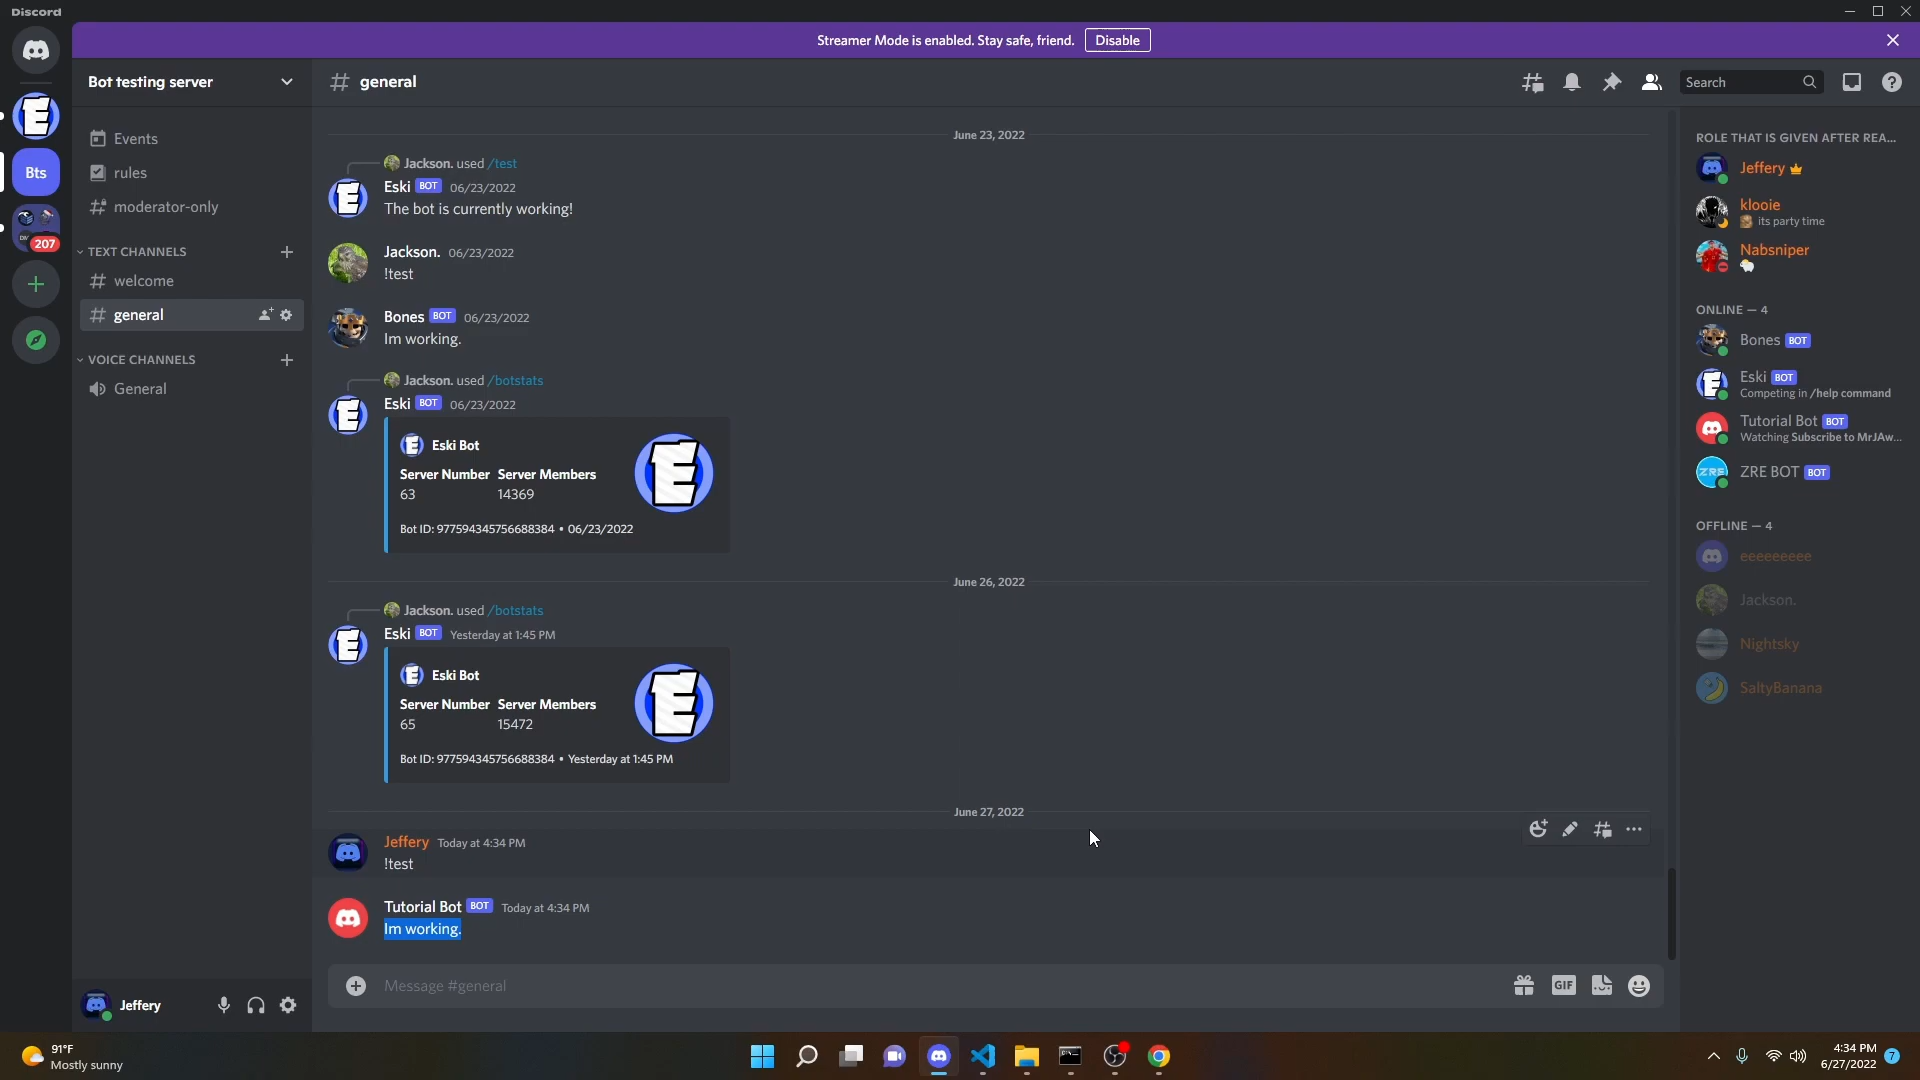 Discord
Streamer Mode is enabled. Stay safe, friend. Disable
Bot testing server
general
Search
Events
rules
moderator-only
TEXT CHANNELS
welcome
general
VOICE CHANNELS
General
Bts
207
June 23, 2022
Jackson. used /test
Eski BOT 06/23/2022
The bot is currently working!
Jackson. 06/23/2022
!test
Bones BOT 06/23/2022
Im working.
Jackson. used /botstats
Eski BOT 06/23/2022
Eski Bot
Server Number Server Members
63 14369
Bot ID: 977594345756688384 • 06/23/2022
June 26, 2022
Jackson. used /botstats
Eski BOT Yesterday at 1:45 PM
Eski Bot
Server Number Server Members
65 15472
Bot ID: 977594345756688384 • Yesterday at 1:45 PM
June 27, 2022
Jeffery Today at 4:34 PM
!test
Tutorial Bot BOT Today at 4:34 PM
Im working.
Message #general
GIF
ROLE THAT IS GIVEN AFTER REA...
Jeffery
klooie
its party time
Nabsniper
ONLINE — 4
Bones BOT
Eski BOT
Competing in /help command
Tutorial Bot BOT
Watching Subscribe to MrJAw...
ZRE BOT BOT
OFFLINE — 4
eeeeeeeee
Jackson.
Nightsky
SaltyBanana
Jeffery
91°F
Mostly sunny
4:34 PM
6/27/2022
7